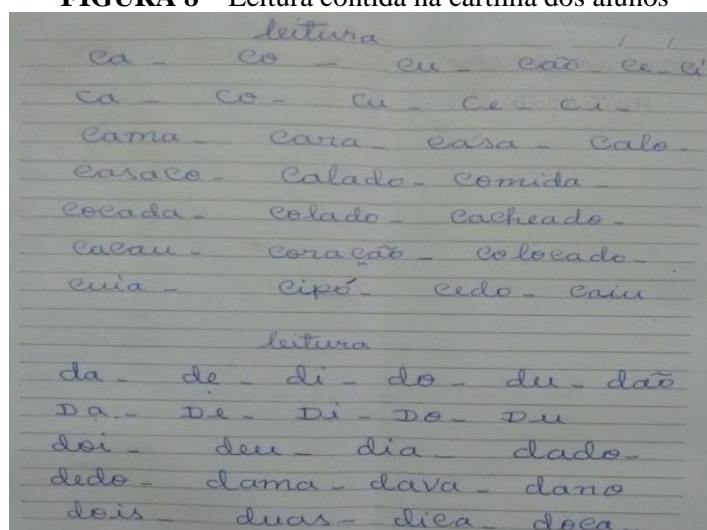 FIGURA 8 – Leitura contida na cartilha dos alunos
leitura / /
ca - co - cu - cão - ce - ci
ca - co - cu - ce - ci -
cama - cara - casa - calo -
casaco - calado - comida -
cocada - colado - cacheado -
cacau - coração - colocado -
cuia - cipó - cedo - caiu
leitura
da - de - di - do - du - dão
Da. - De - Di - Do - Du
doi - deu - dia - dado -
dedo - dama - dava - dano
dois - duas - dica - doca